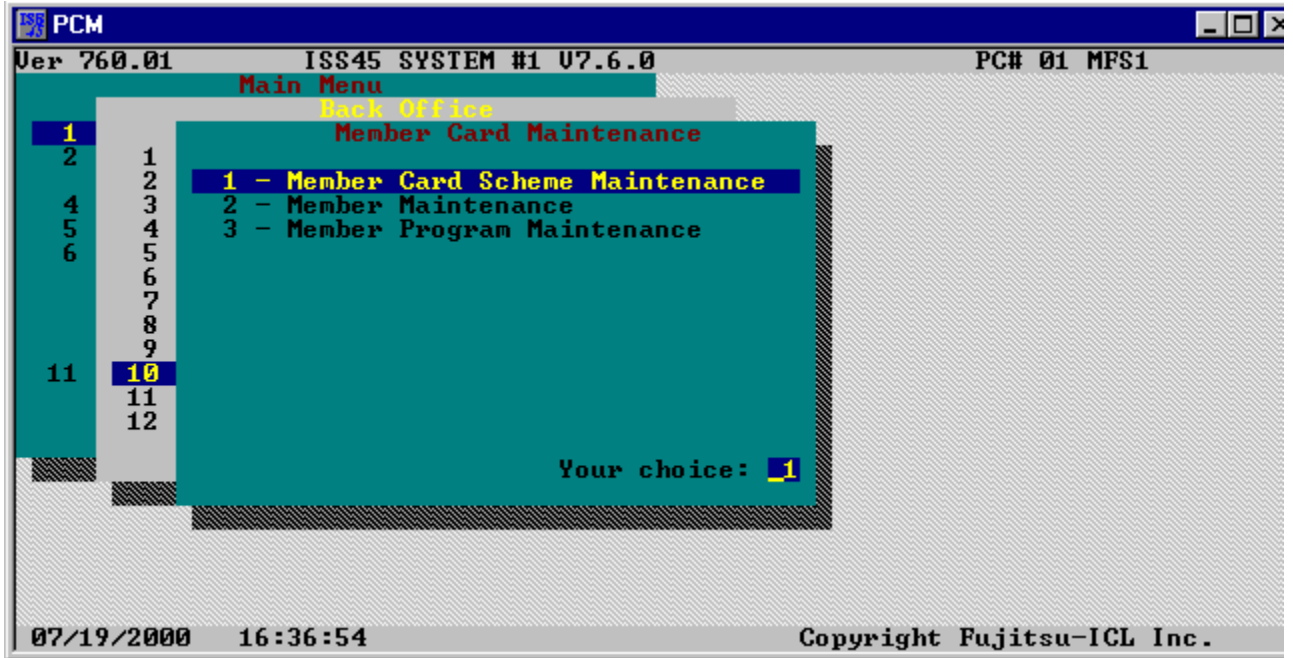 PCM
Ver 760.01 ISS45 SYSTEM #1 V7.6.0 PC# 01 MFS1
Main Menu
Back Office
1 Member Card Maintenance
2 1
2 1 - Member Card Scheme Maintenance
4 3 2 - Member Maintenance
5 4 3 - Member Program Maintenance
6 5
6
7
8
9
11 10
11
12
Your choice: 1
07/19/2000 16:36:54 Copyright Fujitsu-ICL Inc.